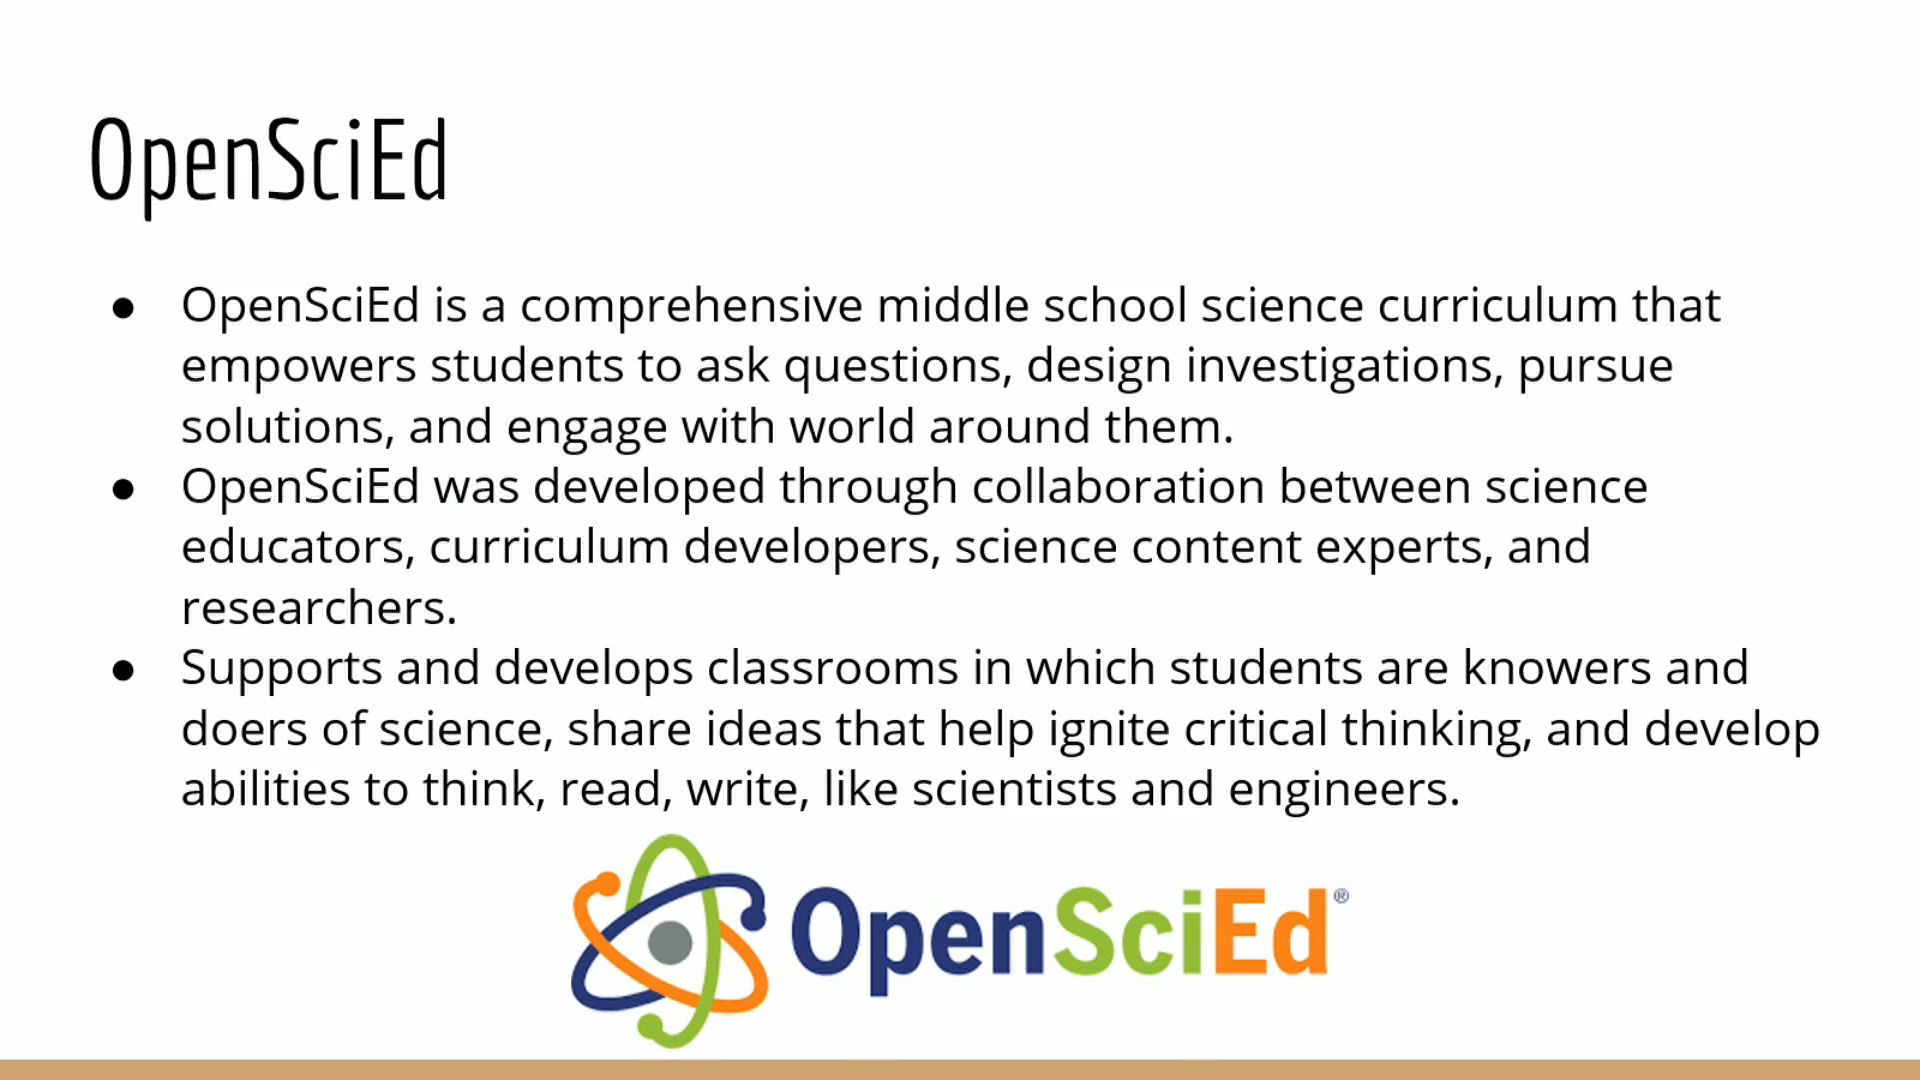 OpenSciEd
● OpenSciEd is a comprehensive middle school science curriculum that
empowers students to ask questions, design investigations, pursue
solutions, and engage with world around them.
● OpenSciEd was developed through collaboration between science
educators, curriculum developers, science content experts, and
researchers.
● Supports and develops classrooms in which students are knowers and
doers of science, share ideas that help ignite critical thinking, and develop
abilities to think, read, write, like scientists and engineers.
OpenSciEd®